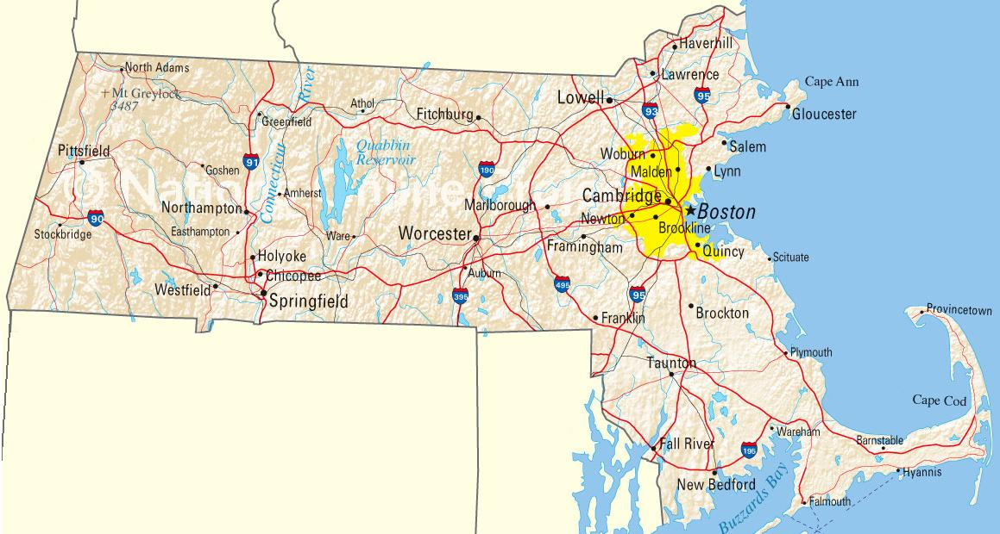 Haverhill
North Adams
Lawrence
Cape Ann
Mt Greylock
3487
River
95
Lowell
Athol
93
Gloucester
Fitchburg
Greenfield
Quabbin
Reservoir
Salem
Pittsfield
Woburn
91
190
Goshen
Malden
Lynn
Connecticut
Amherst
Cambridge
Northampton
Marlborough
Boston
90
Newton
Stockbridge
Easthampton
Ware
Worcester
Brookline
Framingham
Quincy
Holyoke
Scituate
Chicopee
Auburn
Westfield
495
395
95
Springfield
Provincetown
Brockton
Franklin
Plymouth
Taunton
Cape Cod
Wareham
Fall River
195
Barnstable
Hyannis
New Bedford
Buzzards Bay
Falmouth